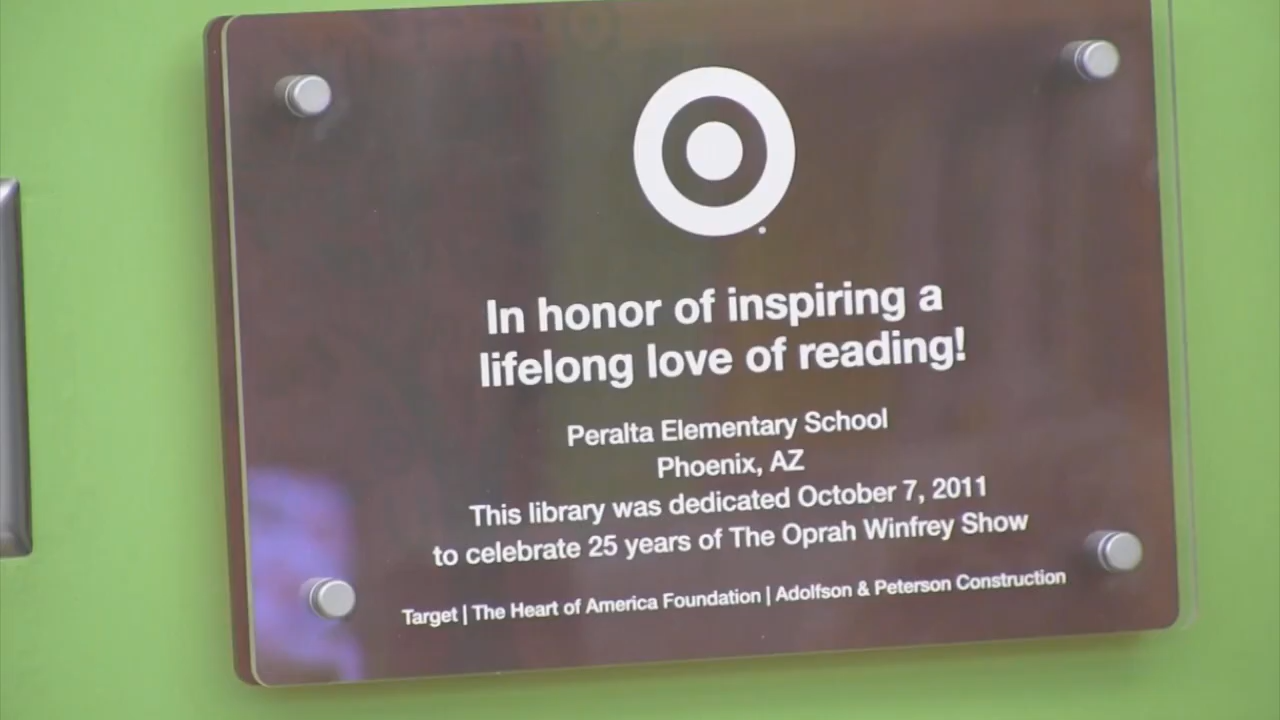 In honor of inspiring a
lifelong love of reading!
Peralta Elementary School
Phoenix, AZ
This library was dedicated October 7, 2011
to celebrate 25 years of The Oprah Winfrey Show
Target | The Heart of America Foundation | Adolfson & Peterson Construction